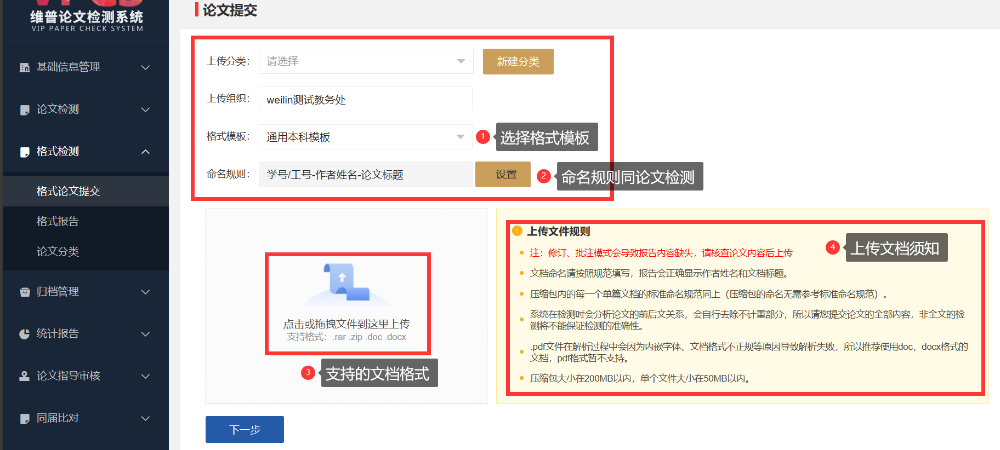 维普论文检测系统
VIP PAPER CHECK SYSTEM
基础信息管理
论文检测
格式检测
格式论文提交
格式报告
论文分类
归档管理
统计报告
论文指导审核
同届比对
论文提交
上传分类： 请选择 新建分类
上传组织： weilin测试教务处
格式模板： 通用本科模板 1 选择格式模板
命名规则： 学号/工号-作者姓名-论文标题 设置 2 命名规则同论文检测
点击或拖拽文件到这里上传
支持格式：.rar .zip .doc .docx
3 支持的文档格式
上传文件规则
4 上传文档须知
注：修订、批注模式会导致报告内容缺失，请核查论文内容后上传
文档命名请按照规范填写，报告会正确显示作者姓名和文档标题。
压缩包内的每一个单篇文档的标准命名规范同上（压缩包的命名无需参考标准命名规范）。
系统在检测时会分析论文的前后文关系，会自行去除不计重部分，所以请您提交论文的全部内容，非全文的检
测将不能保证检测的准确性。
.pdf文件在解析过程中会因为内嵌字体、文档格式不正规等原因导致解析失败，所以推荐使用doc，docx格式的
文档，pdf格式暂不支持。
压缩包大小在200MB以内，单个文件大小在50MB以内。
下一步